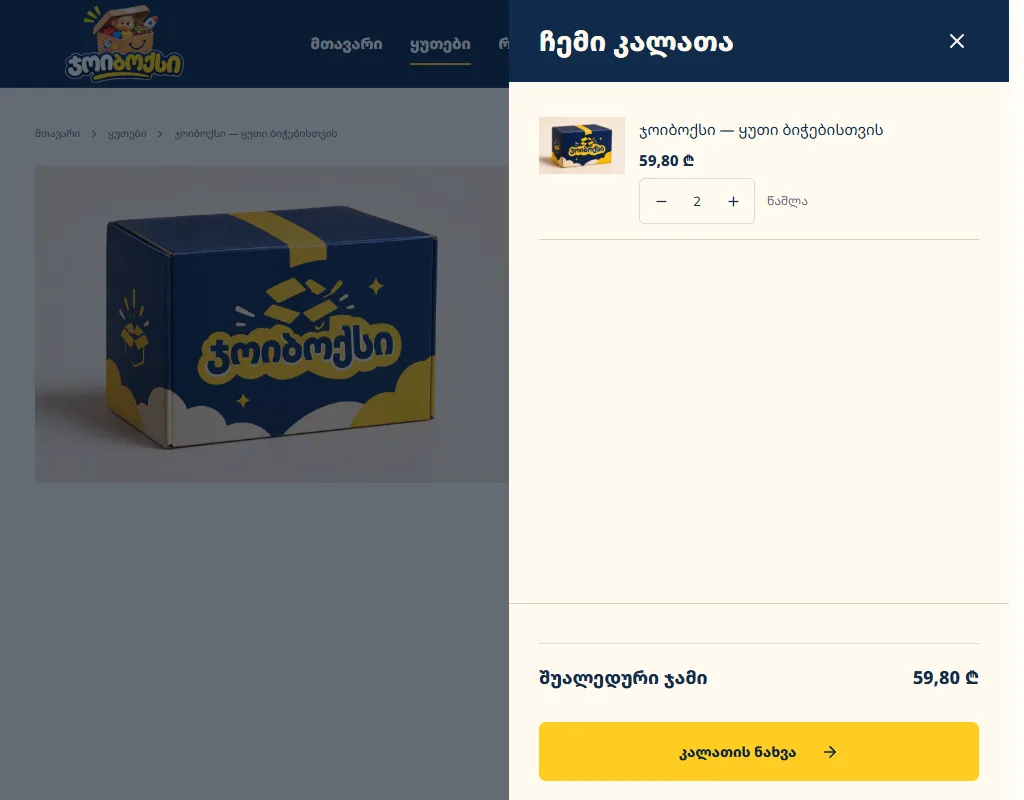 ჯოიბოქსი
მთავარი ყუთები
ჩემი კალათა
მთავარი > ყუთები > ჯოიბოქსი — ყუთი ბიჭებისთვის
ჯოიბოქსი
ჯოიბოქსი
ჯოიბოქსი — ყუთი ბიჭებისთვის
59,80 ₾
− 2 + წაშლა
შუალედური ჯამი 59,80 ₾
კალათის ნახვა →